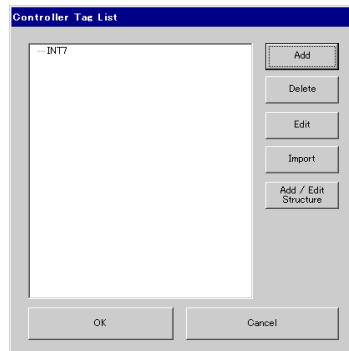 Controller Tag List
INT7
Add
Delete
Edit
Import
Add / Edit
Structure
OK
Cancel